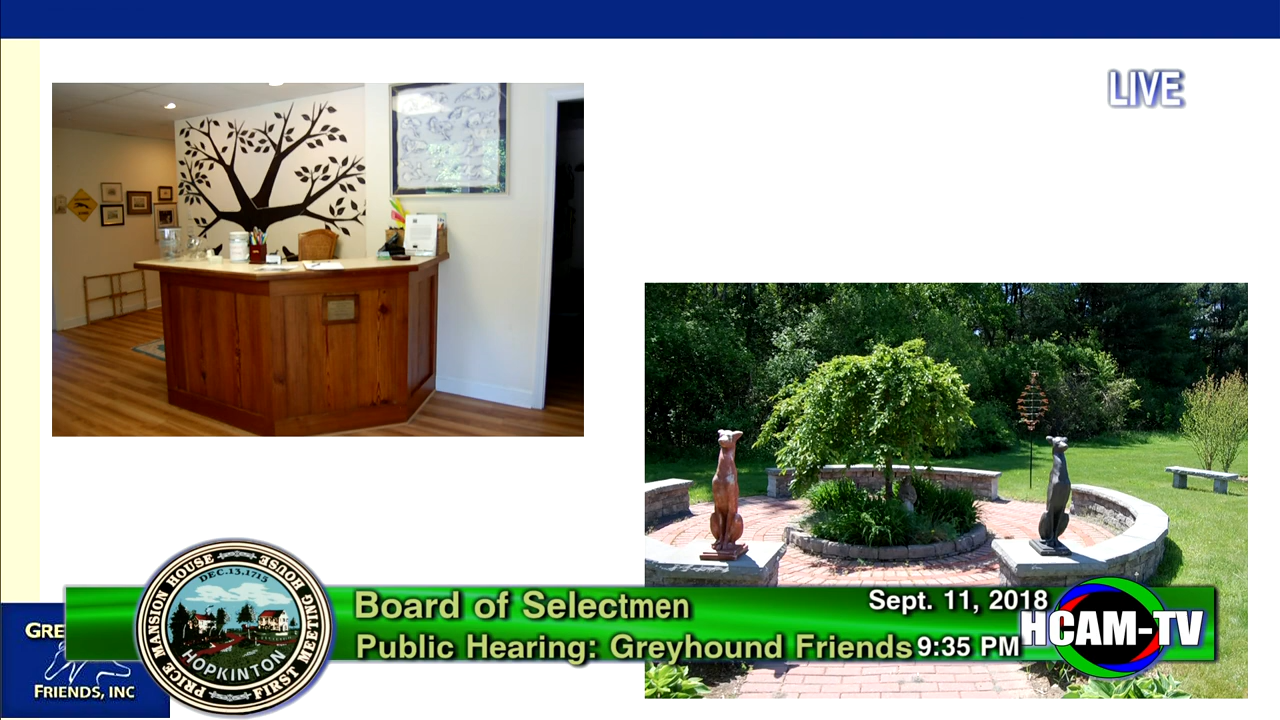 LIVE
Board of Selectmen
Sept. 11, 2018
Public Hearing: Greyhound Friends
9:35 PM
HCAM-TV
PRICE MANSION HOUSE
FIRST MEETING HOUSE
DEC.13.1715
HOPKINTON
GRE
FRIENDS, INC